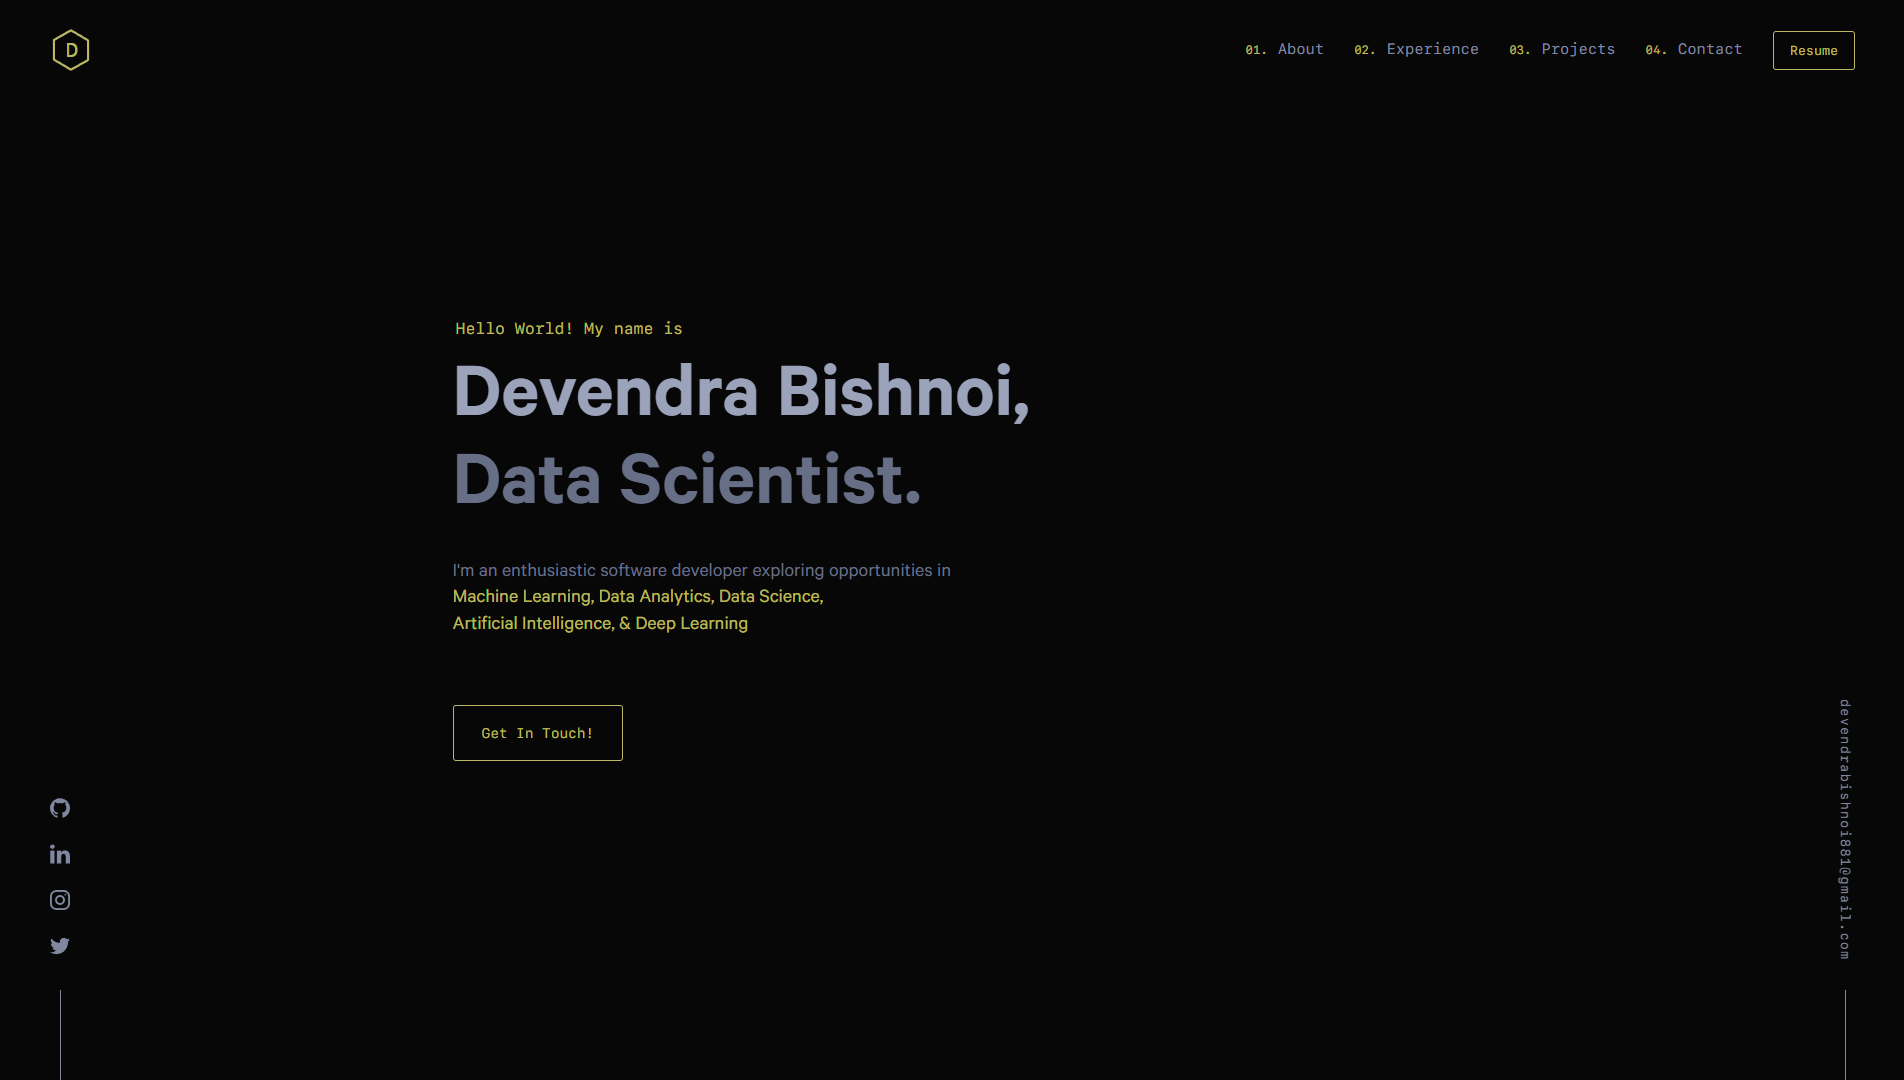 D
01. About 02. Experience 03. Projects 04. Contact Resume
Hello World! My name is
Devendra Bishnoi,
Data Scientist.
I'm an enthusiastic software developer exploring opportunities in
Machine Learning, Data Analytics, Data Science,
Artificial Intelligence, & Deep Learning
Get In Touch!
in
devendrabishnoi881@gmail.com